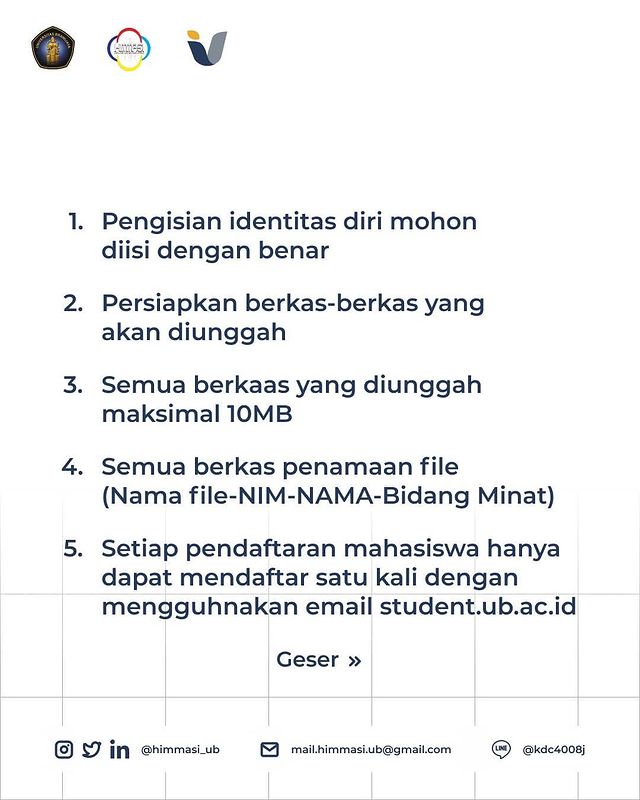 1. Pengisian identitas diri mohon
diisi dengan benar
2. Persiapkan berkas-berkas yang
akan diunggah
3. Semua berkaas yang diunggah
maksimal 10MB
4. Semua berkas penamaan file
(Nama file-NIM-NAMA-Bidang Minat)
5. Setiap pendaftaran mahasiswa hanya
dapat mendaftar satu kali dengan
mengguhnakan email student.ub.ac.id
Geser »
@himmasi_ub
mail.himmasi.ub@gmail.com
LINE
@kdc4008j